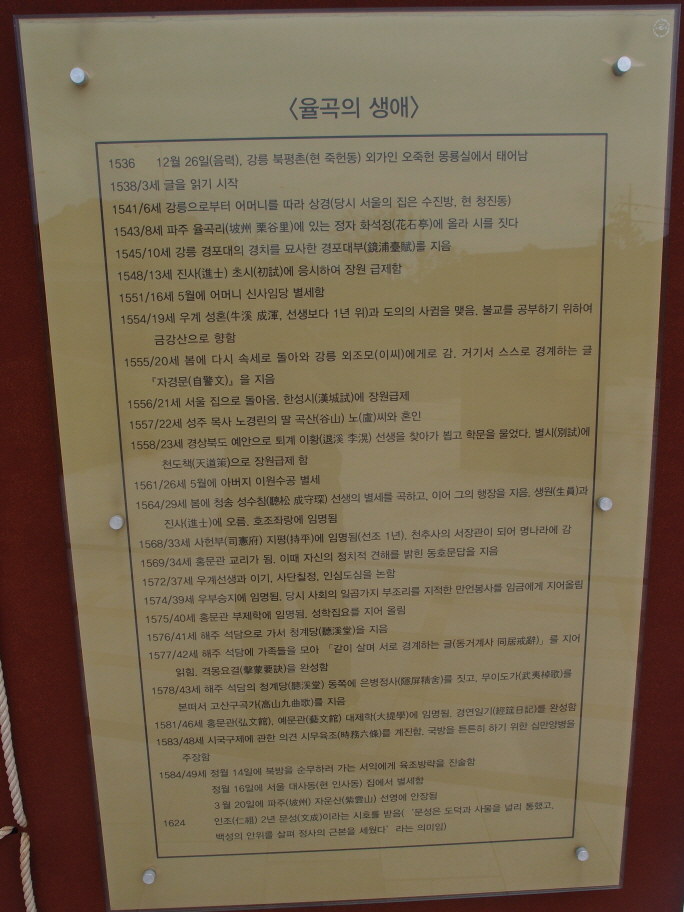 〈율곡의 생애〉
1536 12월 26일(음력), 강릉 북평촌(현 죽헌동) 외가인 오죽헌 몽룡실에서 태어남
1538/3세 글을 읽기 시작
1541/6세 강릉으로부터 어머니를 따라 상경(당시 서울의 집은 수진방, 현 청진동)
1543/8세 파주 율곡리(坡州 栗谷里)에 있는 정자 화석정(花石亭)에 올라 시를 짓다
1545/10세 강릉 경포대의 경치를 묘사한 경포대부(鏡浦臺賦)를 지음
1548/13세 진사(進士) 초시(初試)에 응시하여 장원 급제함
1551/16세 5월에 어머니 신사임당 별세함
1554/19세 우계 성혼(牛溪 成渾, 선생보다 1년 위)과 도의의 사귐을 맺음. 불교를 공부하기 위하여
금강산으로 향함
1555/20세 봄에 다시 속세로 돌아와 강릉 외조모(이씨)에게로 감. 거기서 스스로 경계하는 글
『자경문(自警文)』을 지음
1556/21세 서울 집으로 돌아옴. 한성시(漢城試)에 장원급제
1557/22세 성주 목사 노경린의 딸 곡산(谷山) 노(盧)씨와 혼인
1558/23세 경상북도 예안으로 퇴계 이황(退溪 李滉) 선생을 찾아가 뵙고 학문을 물었다. 별시(別試)에
천도책(天道策)으로 장원급제 함
1561/26세 5월에 아버지 이원수공 별세
1564/29세 봄에 청송 성수침(聽松 成守琛) 선생의 별세를 곡하고, 이어 그의 행장을 지음. 생원(生員)과
진사(進士)에 오름, 호조좌랑에 임명됨
1568/33세 사헌부(司憲府) 지평(持平)에 임명됨(선조 1년), 천추사의 서장관이 되어 명나라에 감
1569/34세 홍문관 교리가 됨. 이때 자신의 정치적 견해를 밝힌 동호문답을 지음
1572/37세 우계선생과 이기, 사단칠정, 인심도심을 논함
1574/39세 우부승지에 임명됨, 당시 사회의 일곱가지 부조리를 지적한 만언봉사를 임금에게 지어올림
1575/40세 홍문관 부제학에 임명됨, 성학집요를 지어 올림
1576/41세 해주 석담으로 가서 청계당(聽溪堂)을 지음
1577/42세 해주 석담에 가족들을 모아 「같이 살며 서로 경계하는 글(동거계사 同居戒辭)」를 지어
읽힘, 격몽요결(擊蒙要訣)을 완성함
1578/43세 해주 석담의 청계당(聽溪堂) 동쪽에 은병정사(隱屛精舍)를 짓고, 무이도가(武夷棹歌)를
본떠서 고산구곡가(高山九曲歌)를 지음
1581/46세 홍문관(弘文館), 예문관(藝文館) 대제학(大提學)에 임명됨, 경연일기(經筵日記)를 완성함
1583/48세 시국구제에 관한 의견 시무육조(時務六條)를 계진함. 국방을 튼튼히 하기 위한 십만양병을
주장함
1584/49세 정월 14일에 북방을 순무하러 가는 서익에게 육조방략을 진술함
정월 16일에 서울 대사동(현 인사동) 집에서 별세함
3월 20일에 파주(坡州) 자운산(紫雲山) 선영에 안장됨
1624 인조(仁祖) 2년 문성(文成)이라는 시호를 받음( '문성은 도덕과 사물을 널리 통했고,
백성의 안위를 살펴 정사의 근본을 세웠다' 라는 의미임)